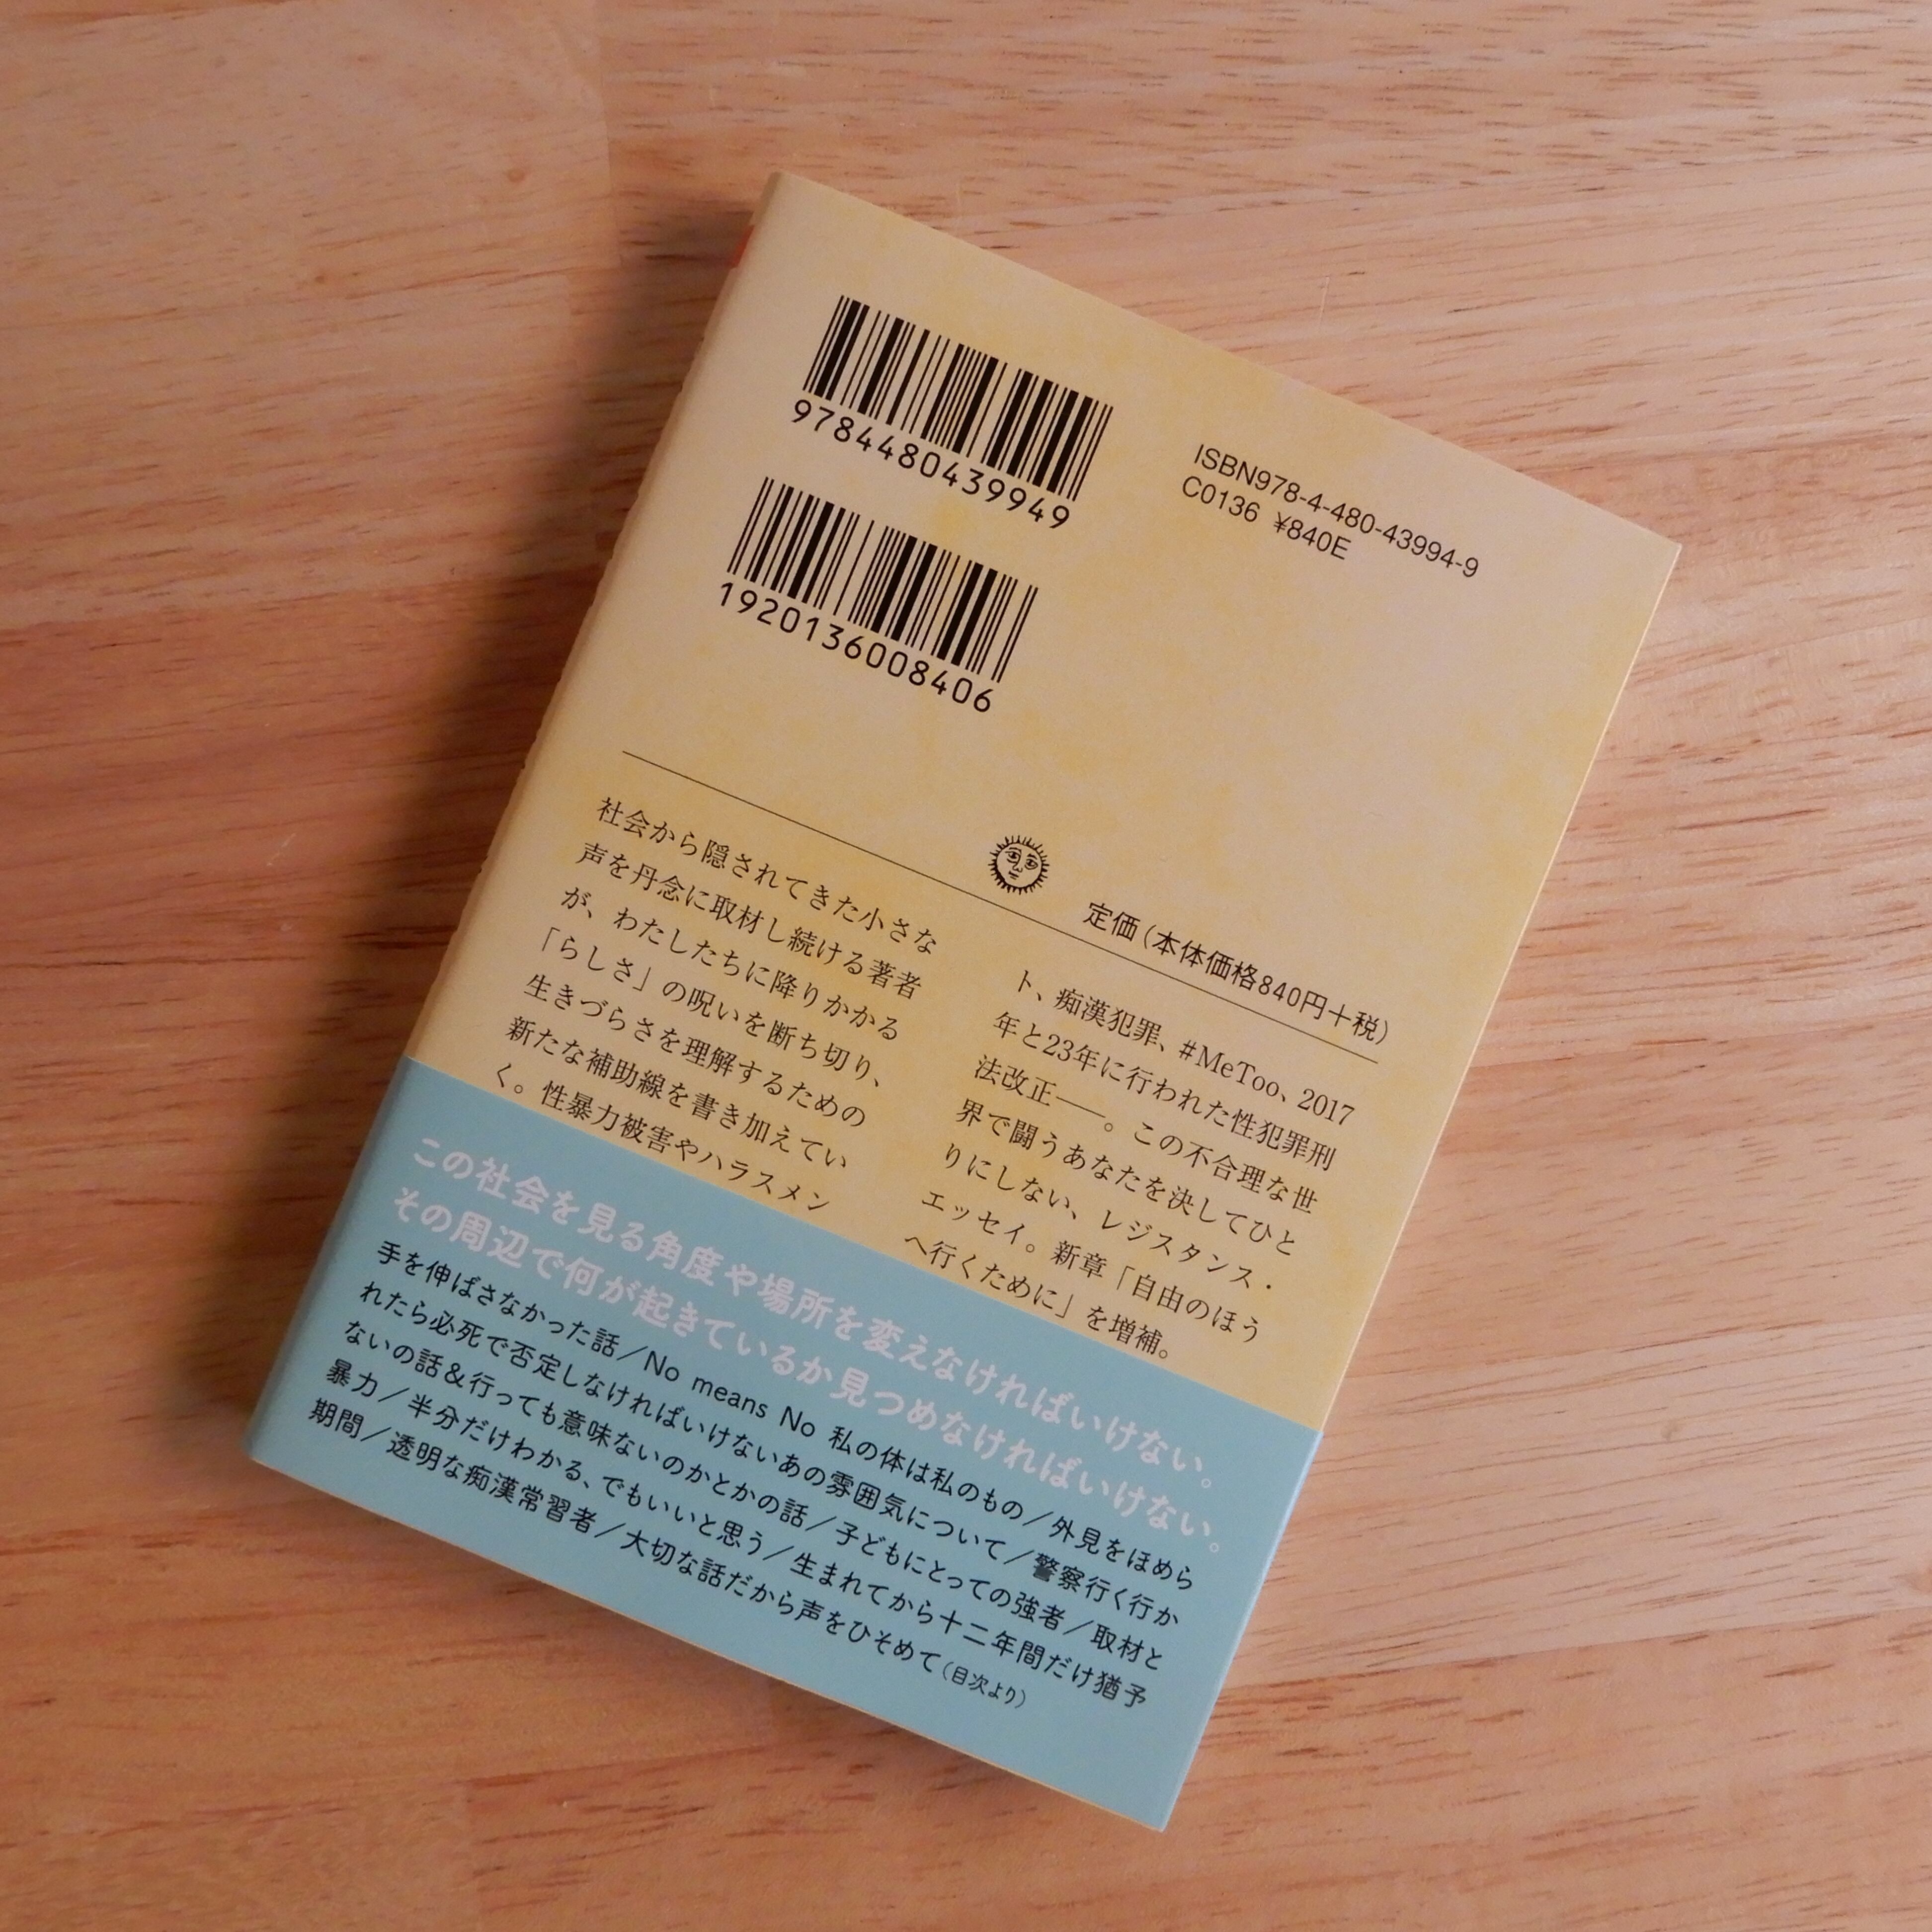 9784480439949
1920136008406
ISBN978-4-480-43994-9
C0136 ¥840E
定価(本体価格840円+税)
社会から隠されてきた小さな
声を丹念に取材し続ける著者
が、わたしたちに降りかかる
「らしさ」の呪いを断ち切り、
生きづらさを理解するための
新たな補助線を書き加えてい
く。性暴力被害やハラスメン
ト、痴漢犯罪、#MeToo、2017
年と23年に行われた性犯罪刑
法改正――。この不合理な世
界で闘うあなたを決してひと
りにしない、レジスタンス・
エッセイ。新章「自由のほう
へ行くために」を増補。
この社会を見る角度や場所を変えなければいけない。
その周辺で何が起きているか見つめなければいけない。
手を伸ばさなかった話/No means No 私の体は私のもの/外見をほめら
れたら必死で否定しなければいけないあの雰囲気について/警察行く行か
ないの話&行っても意味ないのかとかの話/子どもにとっての強者/取材と
暴力/半分だけわかる、でもいいと思う/生まれてから十二年間だけ猶予
期間/透明な痴漢常習者/大切な話だから声をひそめて(目次より)